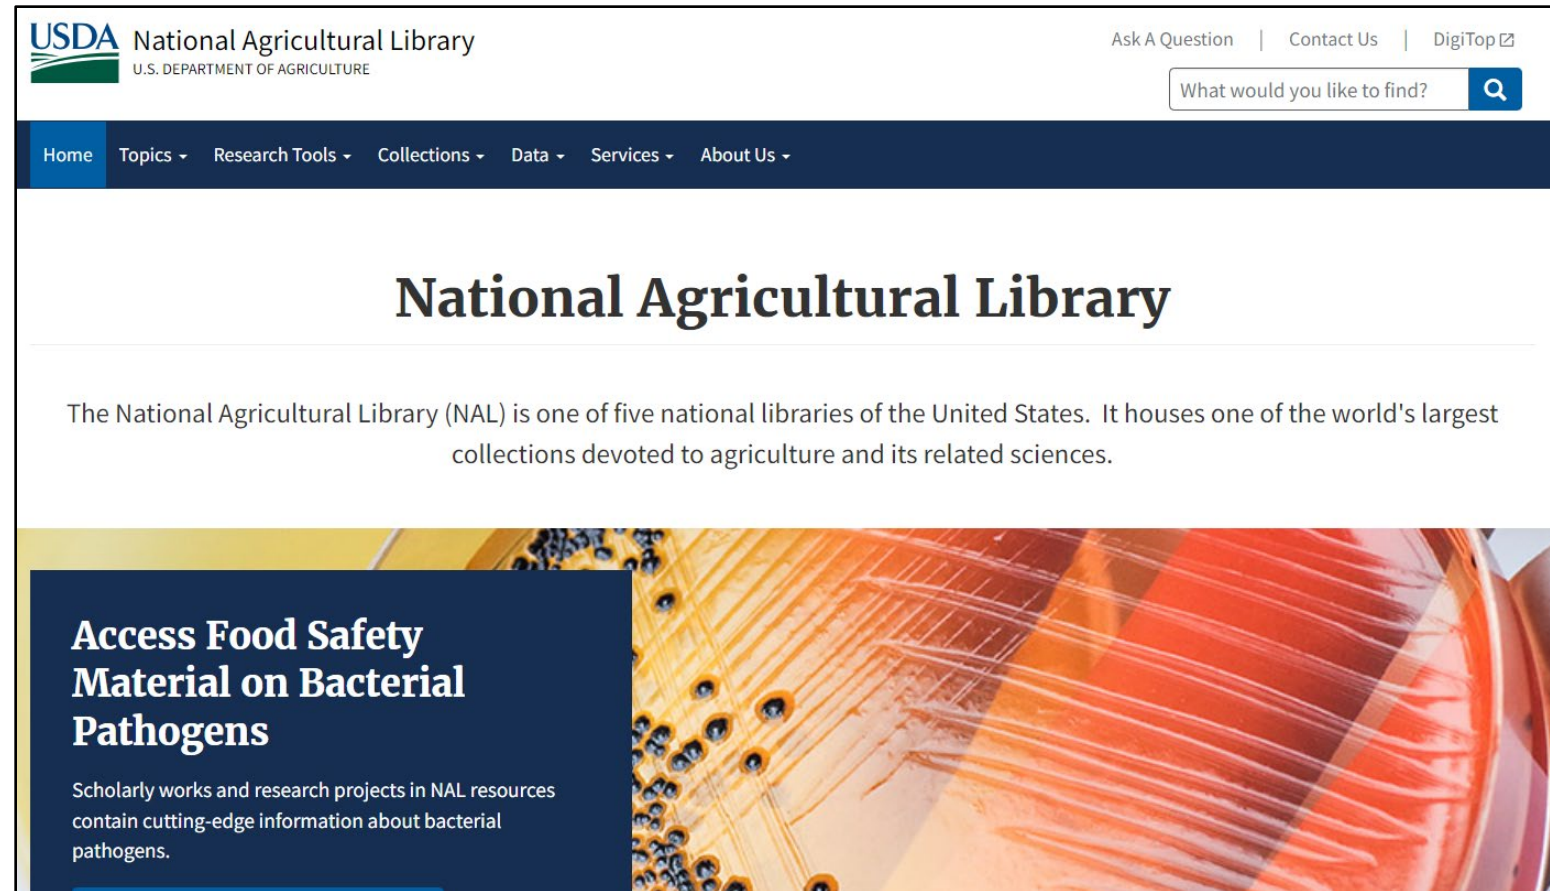 USDA National Agricultural Library
U.S. DEPARTMENT OF AGRICULTURE
Ask A Question | Contact Us | DigiTop
What would you like to find?
Home Topics Research Tools Collections Data Services About Us
National Agricultural Library
The National Agricultural Library (NAL) is one of five national libraries of the United States. It houses one of the world's largest
collections devoted to agriculture and its related sciences.
Access Food Safety
Material on Bacterial
Pathogens
Scholarly works and research projects in NAL resources
contain cutting-edge information about bacterial
pathogens.